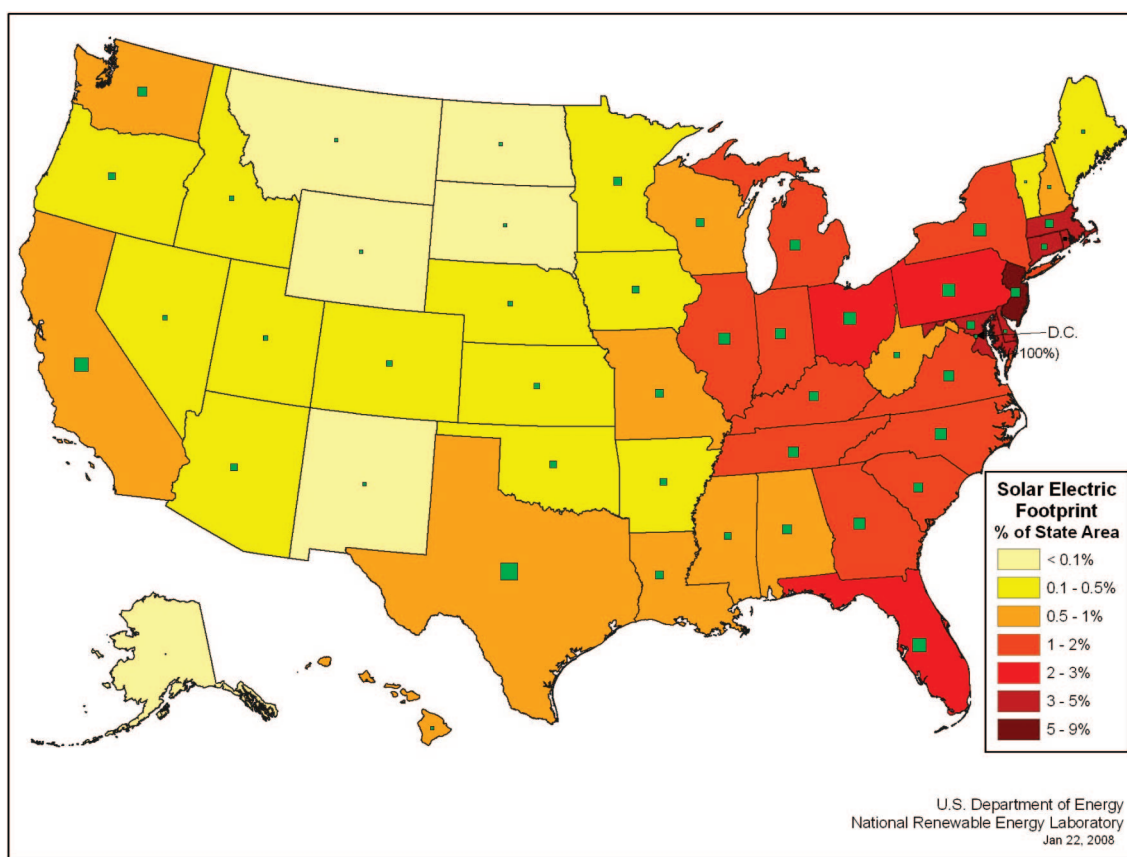 D.C.
100%)
Solar Electric
Footprint
% of State Area
< 0.1%
0.1 - 0.5%
0.5 - 1%
1 - 2%
2 - 3%
3 - 5%
5 - 9%
U.S. Department of Energy
National Renewable Energy Laboratory
Jan 22, 2008